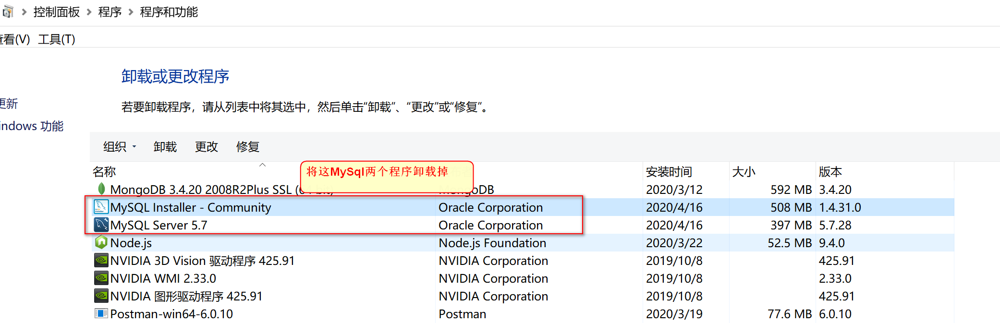 控制面板 程序 程序和功能
查看(V) 工具(T)
卸载或更改程序
更新
若要卸载程序，请从列表中将其选中，然后单击“卸载”、“更改”或“修复”。
indows 功能
组织 卸载 更改 修复
将这MySql两个程序卸载掉
名称 安装时间 大小 版本
MongoDB 3.4.20 2008R2Plus SSL (64 bit) MongoDB 2020/3/12 592 MB 3.4.20
MySQL Installer - Community Oracle Corporation 2020/4/16 508 MB 1.4.31.0
MySQL Server 5.7 Oracle Corporation 2020/4/16 397 MB 5.7.28
Node.js Node.js Foundation 2020/3/22 52.5 MB 9.4.0
NVIDIA 3D Vision 驱动程序 425.91 NVIDIA Corporation 2019/10/8 425.91
NVIDIA WMI 2.33.0 NVIDIA Corporation 2019/10/8 2.33.0
NVIDIA 图形驱动程序 425.91 NVIDIA Corporation 2019/10/8 425.91
Postman-win64-6.0.10 Postman 2020/3/19 77.6 MB 6.0.10